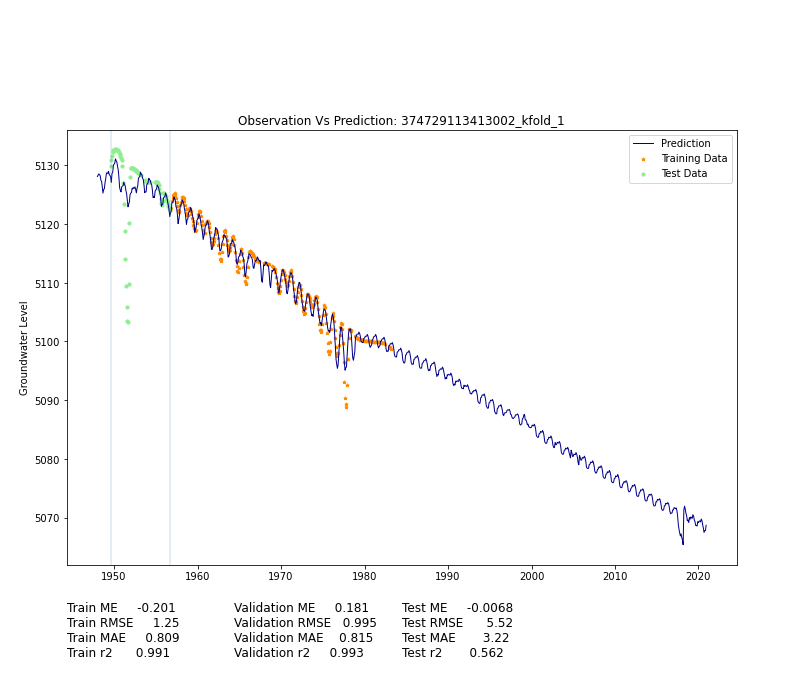 Observation Vs Prediction: 374729113413002_kfold_1
Prediction
Training Data
Test Data
Groundwater Level
5130
5120
5110
5100
5090
5080
5070
1950 1960 1970 1980 1990 2000 2010 2020
Train ME -0.201 Validation ME 0.181 Test ME -0.0068
Train RMSE 1.25 Validation RMSE 0.995 Test RMSE 5.52
Train MAE 0.809 Validation MAE 0.815 Test MAE 3.22
Train r2 0.991 Validation r2 0.993 Test r2 0.562